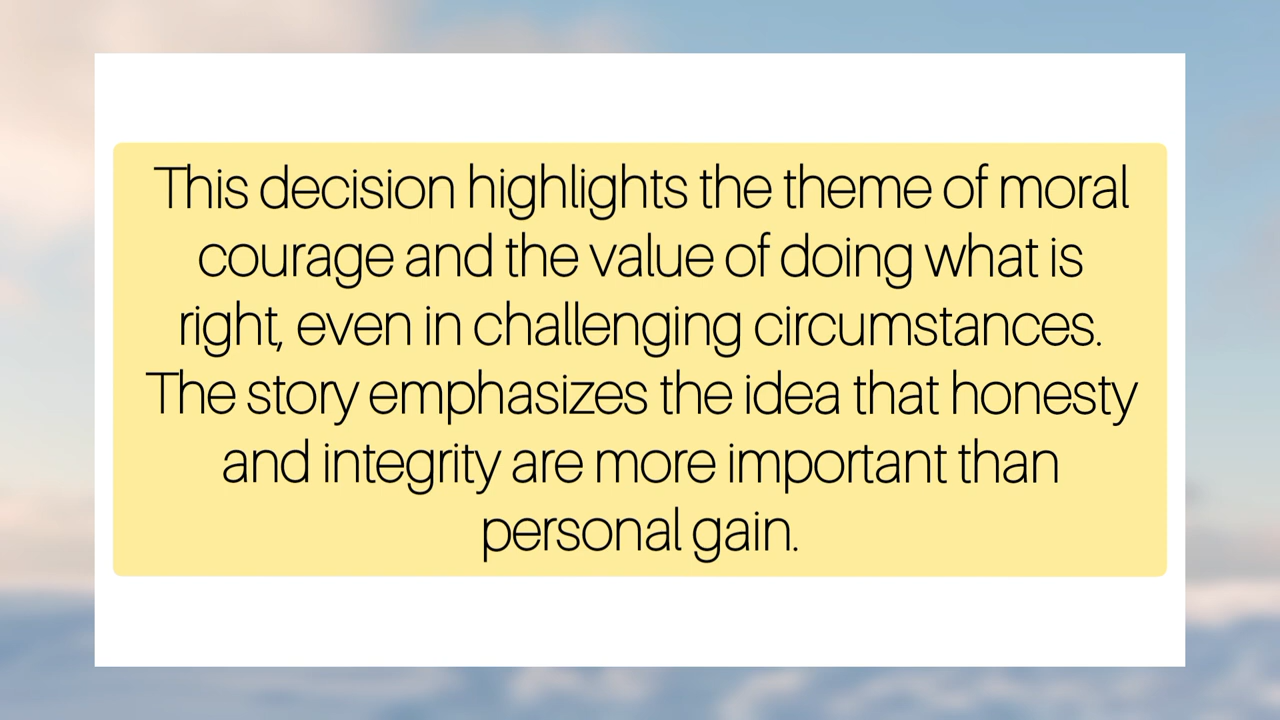 This decision highlights the theme of moral
courage and the value of doing what is
right, even in challenging circumstances.
The story emphasizes the idea that honesty
and integrity are more important than
personal gain.